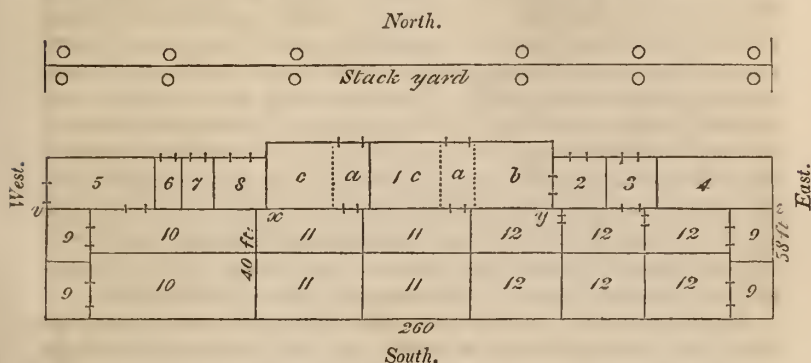 North.
Stack yard
West.
East.
c a 1 c a b
5 6 7 8 2 3 4
v x y
9 10 11 11 12 12 12 9
40 ft.
58 ft
9 10 11 11 12 12 12 9
260
South.